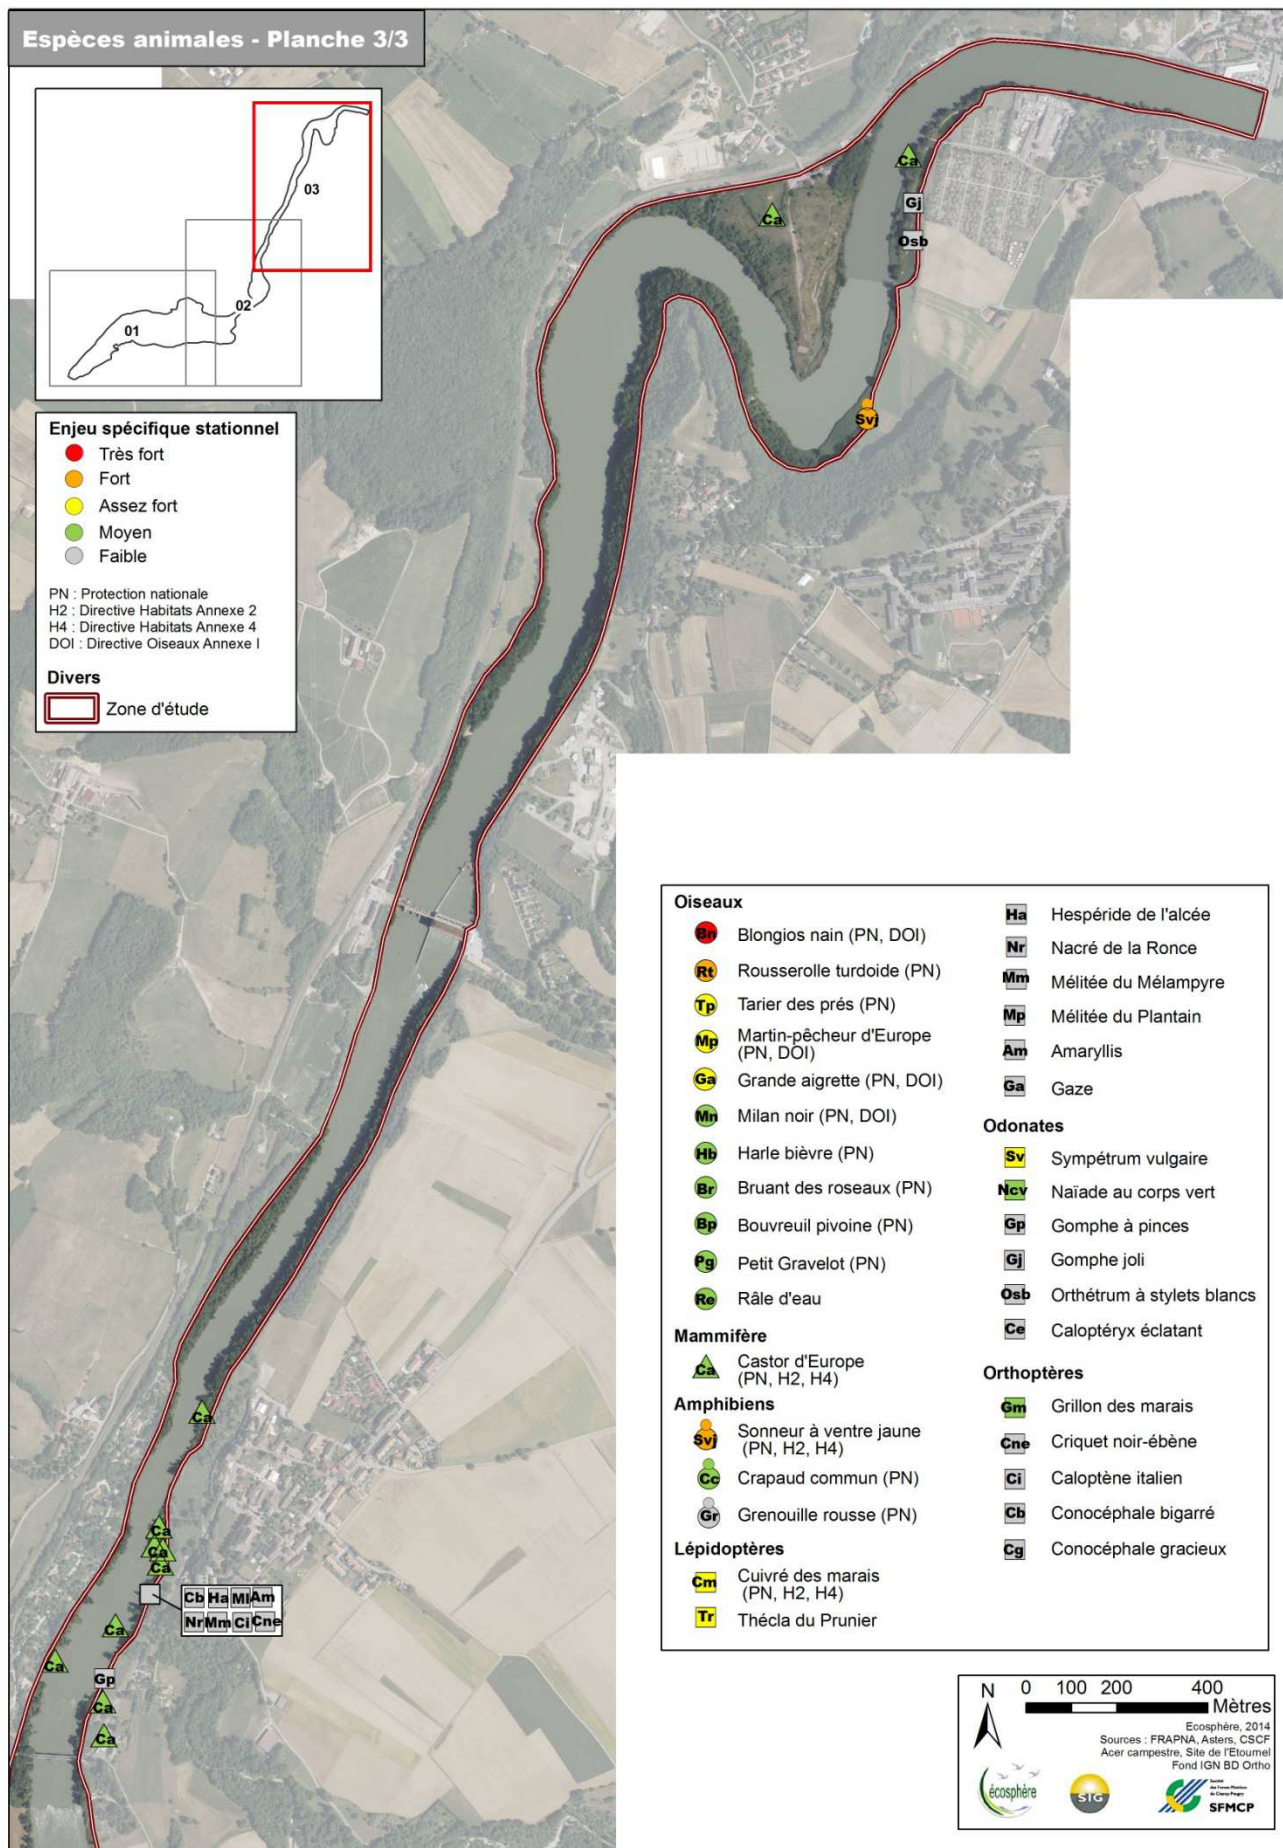 Espèces animales - Planche 3/3
03
02
01
Enjeu spécifique stationnel
Très fort
Fort
Assez fort
Moyen
Faible
PN : Protection nationale
H2 : Directive Habitats Annexe 2
H4 : Directive Habitats Annexe 4
DOI : Directive Oiseaux Annexe I
Divers
Zone d'étude
Ca
Ca
Gj
Osb
Svj
Ca
Ca
Ca
Ca
Cb Ha Ml Am
Nr Mm Ci Cne
Ca
Ca
Gp
Ca
Ca
Oiseaux
Bn Blongios nain (PN, DOI)
Rt Rousserolle turdoide (PN)
Tp Tarier des prés (PN)
Mp Martin-pêcheur d'Europe
(PN, DOI)
Ga Grande aigrette (PN, DOI)
Mn Milan noir (PN, DOI)
Hb Harle bièvre (PN)
Br Bruant des roseaux (PN)
Bp Bouvreuil pivoine (PN)
Pg Petit Gravelot (PN)
Re Râle d'eau
Mammifère
Ca Castor d'Europe
(PN, H2, H4)
Amphibiens
Svj Sonneur à ventre jaune
(PN, H2, H4)
Cc Crapaud commun (PN)
Gr Grenouille rousse (PN)
Lépidoptères
Cm Cuivré des marais
(PN, H2, H4)
Tr Thécla du Prunier
Ha Hespéride de l'alcée
Nr Nacré de la Ronce
Mm Mélitée du Mélampyre
Mp Mélitée du Plantain
Am Amaryllis
Ga Gaze
Odonates
Sv Sympétrum vulgaire
Ncv Naïade au corps vert
Gp Gomphe à pinces
Gj Gomphe joli
Osb Orthétrum à stylets blancs
Ce Caloptéryx éclatant
Orthoptères
Gm Grillon des marais
Cne Criquet noir-ébène
Ci Caloptène italien
Cb Conocéphale bigarré
Cg Conocéphale gracieux
N
0 100 200 400
Mètres
Ecosphère, 2014
Sources : FRAPNA, Asters, CSCF
Acer campestre, Site de l'Etournel
Fond IGN BD Ortho
écosphère
SIG
SFMCP